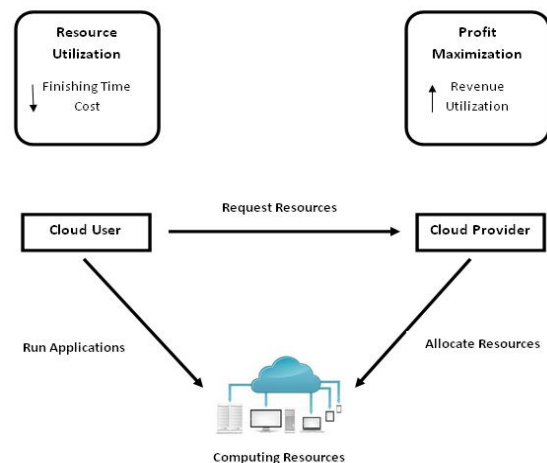 Resource
Utilization
Finishing Time
Cost
Profit
Maximization
Revenue
Utilization
Request Resources
Cloud User
Cloud Provider
Run Applications
Allocate Resources
Computing Resources